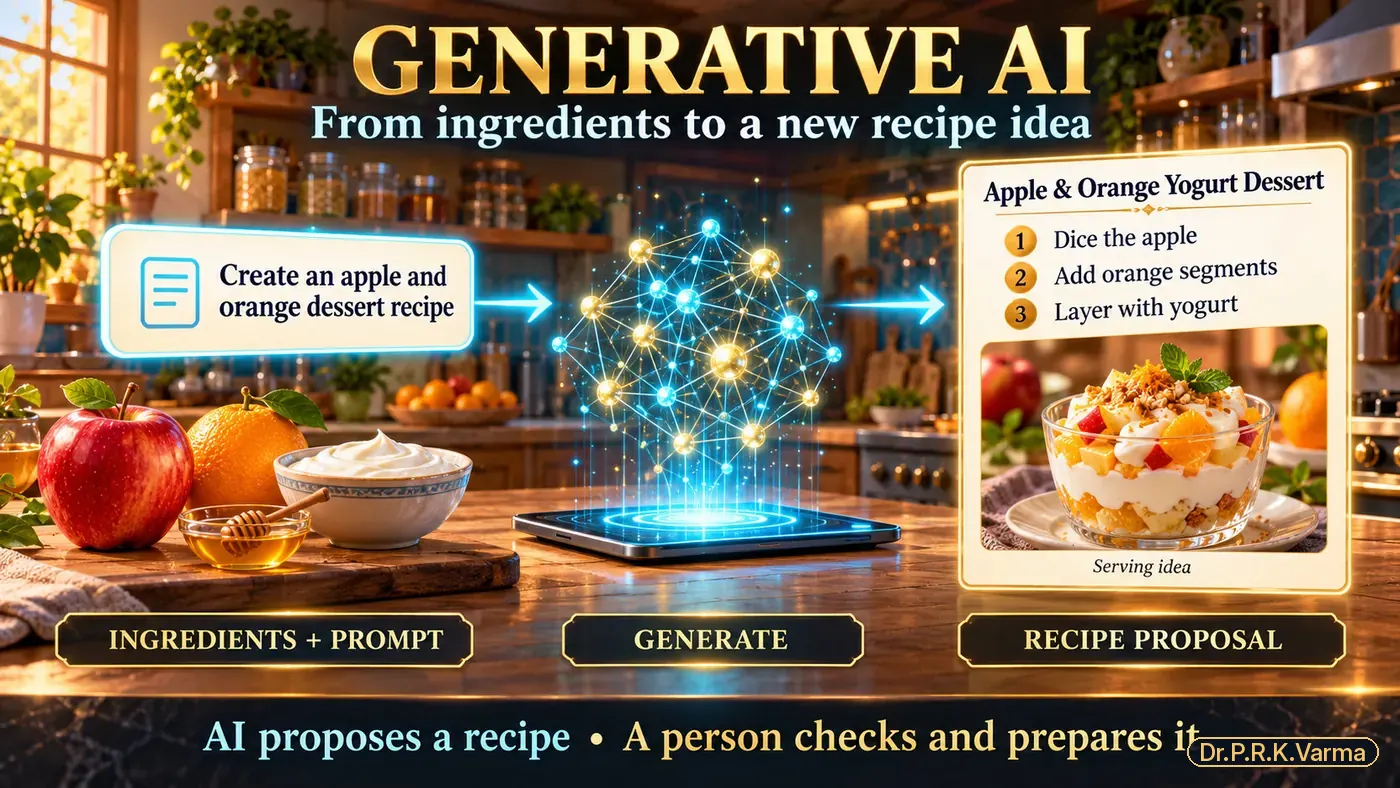 GENERATIVE AI
From ingredients to a new recipe idea
Create an apple and
orange dessert recipe
Apple & Orange Yogurt Dessert
1 Dice the apple
2 Add orange segments
3 Layer with yogurt
Serving idea
INGREDIENTS + PROMPT
GENERATE
RECIPE PROPOSAL
AI proposes a recipe • A person checks and prepares it
Dr.P.R.K.Varma